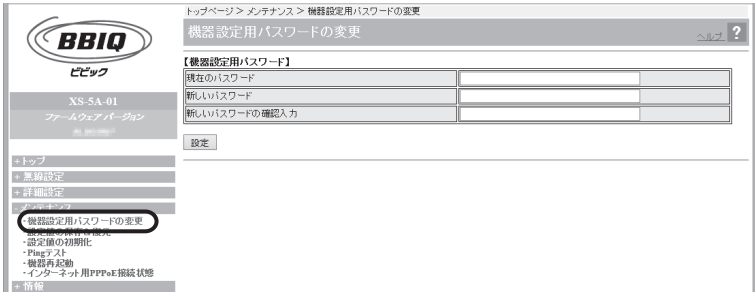 トップページ > メンテナンス > 機器設定用パスワードの変更
機器設定用パスワードの変更
ヘルプ ?
【機器設定用パスワード】
現在のパスワード
新しいパスワード
新しいパスワードの確認入力
設定
BBIQ
ビビック
XS-5A-01
ファームウェアバージョン
+トップ
+無線設定
+詳細設定
-メンテナンス
・機器設定用パスワードの変更
・設定値の保存&復元
・設定値の初期化
・Pingテスト
・機器再起動
・インターネット用PPPoE接続状態
+情報